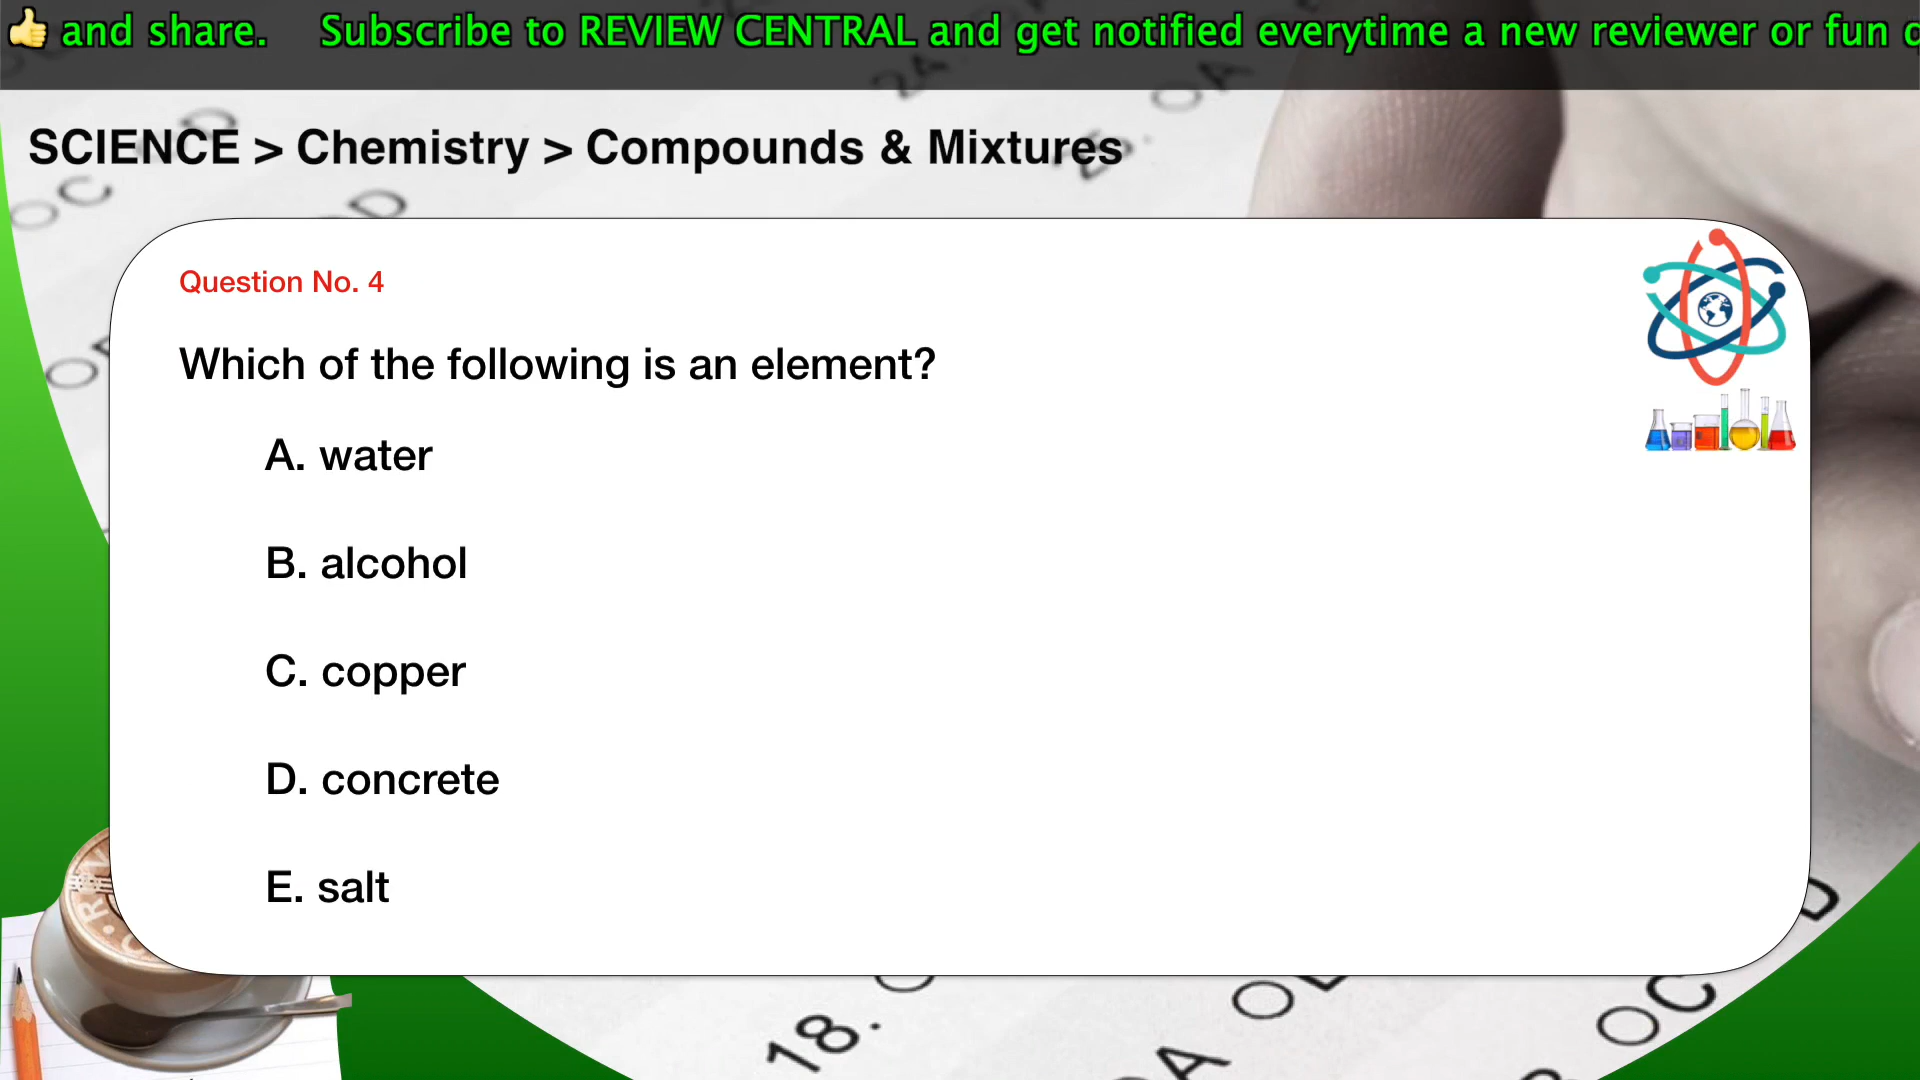 👍 and share. Subscribe to REVIEW CENTRAL and get notified everytime a new reviewer or fun
SCIENCE > Chemistry > Compounds & Mixtures
Question No. 4
Which of the following is an element?
A. water
B. alcohol
C. copper
D. concrete
E. salt
18.